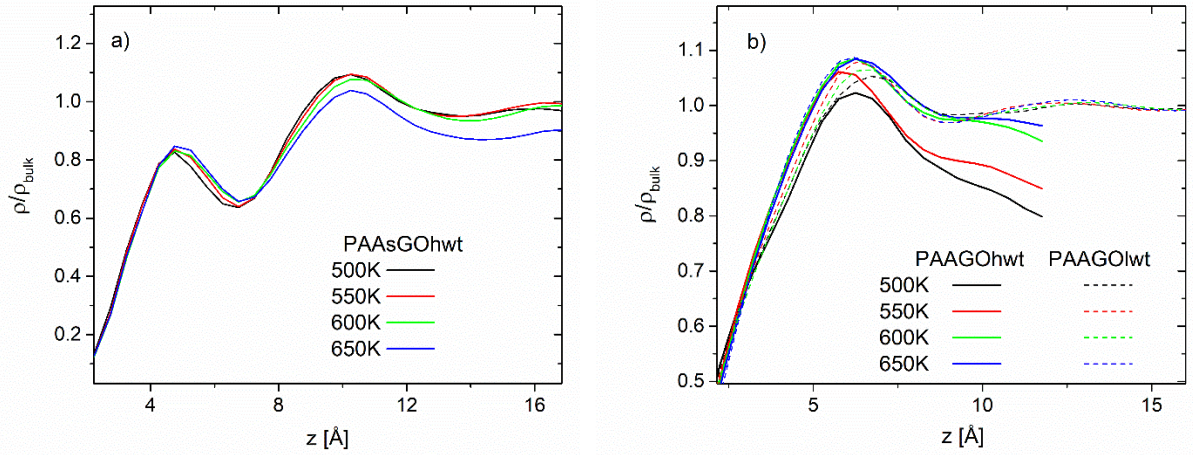 a)
1.2
1.0
0.8
0.6
0.4
0.2
ρ/ρbulk
PAAsGOhwt
500K
550K
600K
650K
4 8 12 16
z [Å]
b)
1.1
1.0
0.9
0.8
0.7
0.6
0.5
ρ/ρbulk
PAAGOhwt PAAGOlwt
500K
550K
600K
650K
5 10 15
z [Å]